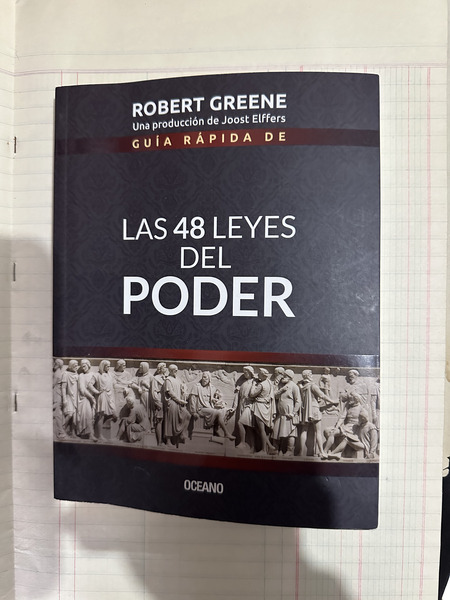 ROBERT GREENE
Una producción de Joost Elffers
GUÍA RÁPIDA DE
LAS 48 LEYES
DEL
PODER
OCEANO